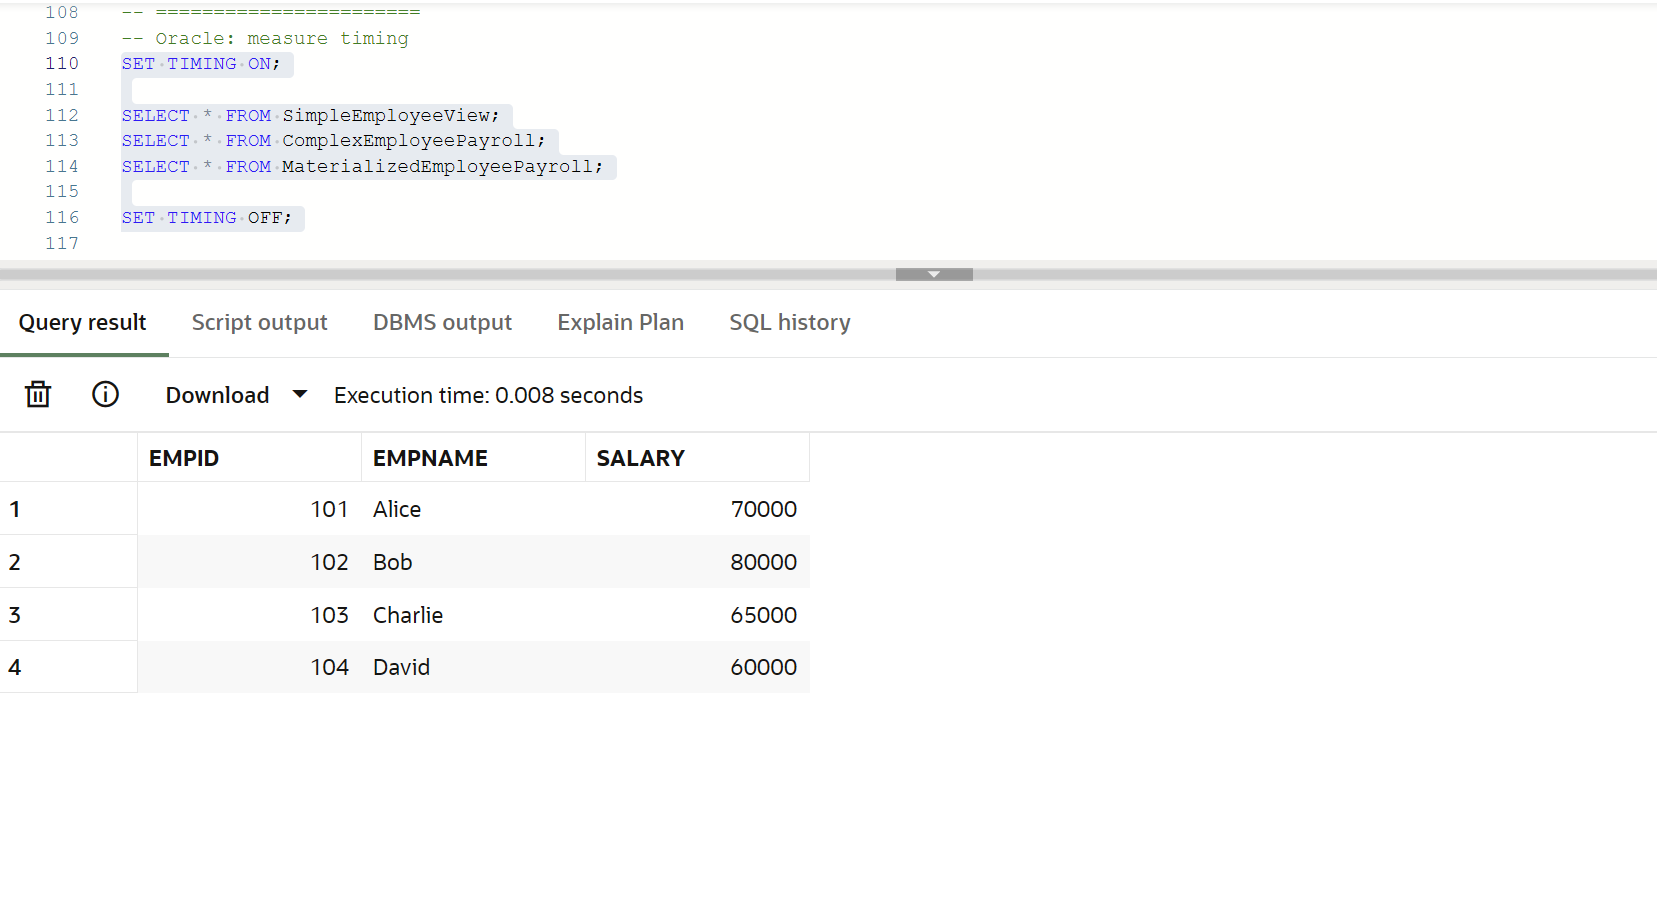 108 -- =======================
109 -- Oracle: measure timing
110 SET TIMING ON;
111
112 SELECT * FROM SimpleEmployeeView;
113 SELECT * FROM ComplexEmployeePayroll;
114 SELECT * FROM MaterializedEmployeePayroll;
115
116 SET TIMING OFF;
117
Query result Script output DBMS output Explain Plan SQL history
Download Execution time: 0.008 seconds
EMPID EMPNAME SALARY
1 101 Alice 70000
2 102 Bob 80000
3 103 Charlie 65000
4 104 David 60000